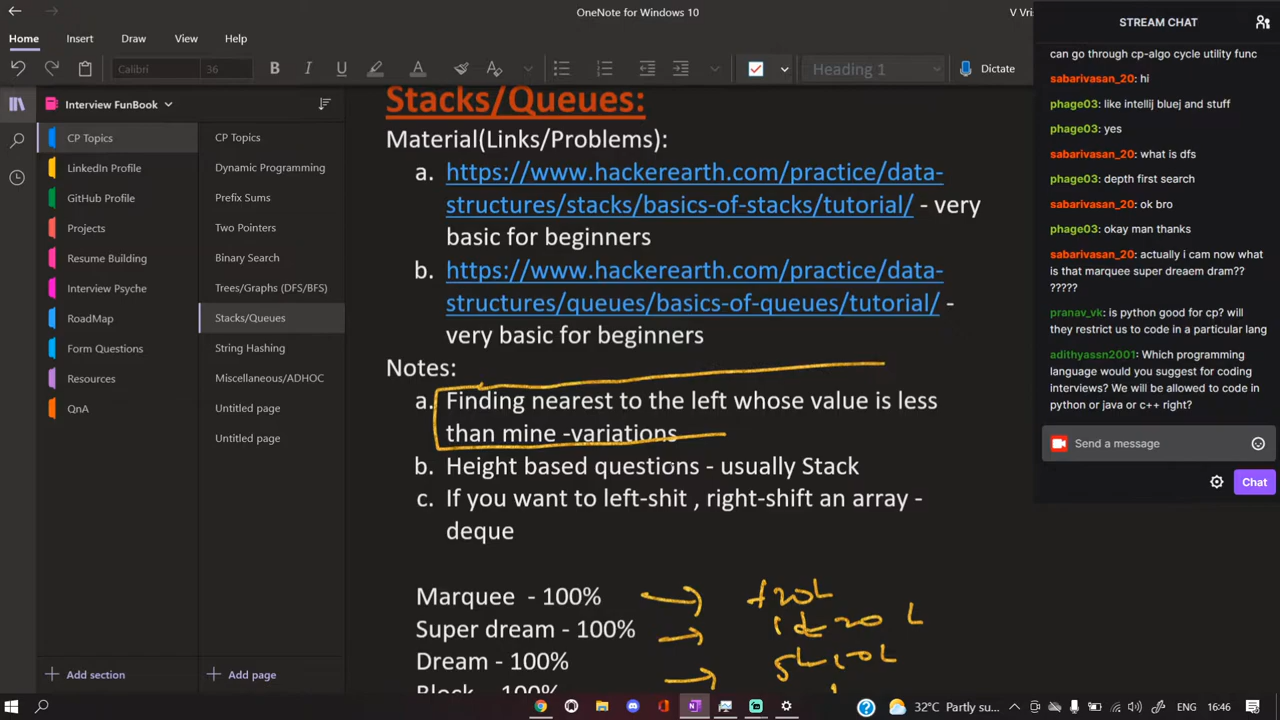 OneNote for Windows 10
V Vris
STREAM CHAT
Home Insert Draw View Help
Calibri 36 B I U Heading 1 Dictate
Interview FunBook
CP Topics
LinkedIn Profile
GitHub Profile
Projects
Resume Building
Interview Psyche
RoadMap
Form Questions
Resources
QnA
Add section
CP Topics
Dynamic Programming
Prefix Sums
Two Pointers
Binary Search
Trees/Graphs (DFS/BFS)
Stacks/Queues
String Hashing
Miscellaneous/ADHOC
Untitled page
Untitled page
Add page
Stacks/Queues:
Material(Links/Problems):
a. https://www.hackerearth.com/practice/data-
structures/stacks/basics-of-stacks/tutorial/ - very
basic for beginners
b. https://www.hackerearth.com/practice/data-
structures/queues/basics-of-queues/tutorial/ -
very basic for beginners
Notes:
a. Finding nearest to the left whose value is less
than mine -variations
b. Height based questions - usually Stack
c. If you want to left-shit , right-shift an array -
deque
Marquee - 100%
Super dream - 100%
Dream - 100%
Block - 100%
can go through cp-algo cycle utility func
sabarivasan_20: hi
phage03: like intellij bluej and stuff
phage03: yes
sabarivasan_20: what is dfs
phage03: depth first search
sabarivasan_20: ok bro
phage03: okay man thanks
sabarivasan_20: actually i cam now what
is that marquee super dreaem dram??
?????
pranav_vk: is python good for cp? will
they restrict us to code in a particular lang
adithyassn2001: Which programming
language would you suggest for coding
interviews? We will be allowed to code in
python or java or c++ right?
Send a message
Chat
32°C Partly su...
ENG 16:46